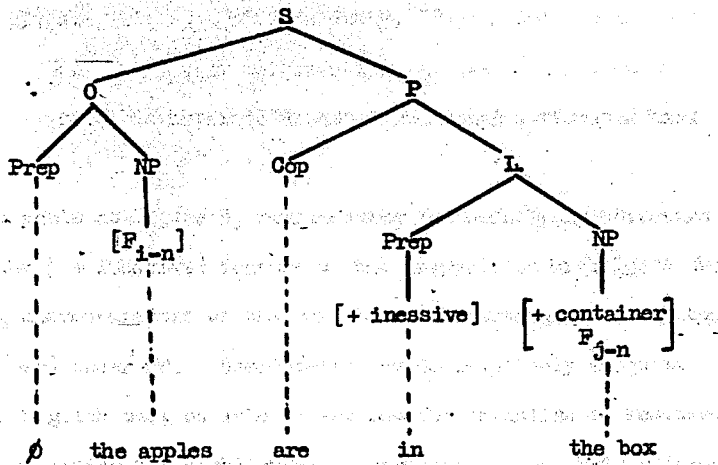 S
O P
Prep NP Cop L
[F i-n] Prep NP
[+ inessive] [+ container
F j-n]
ø the apples are in the box